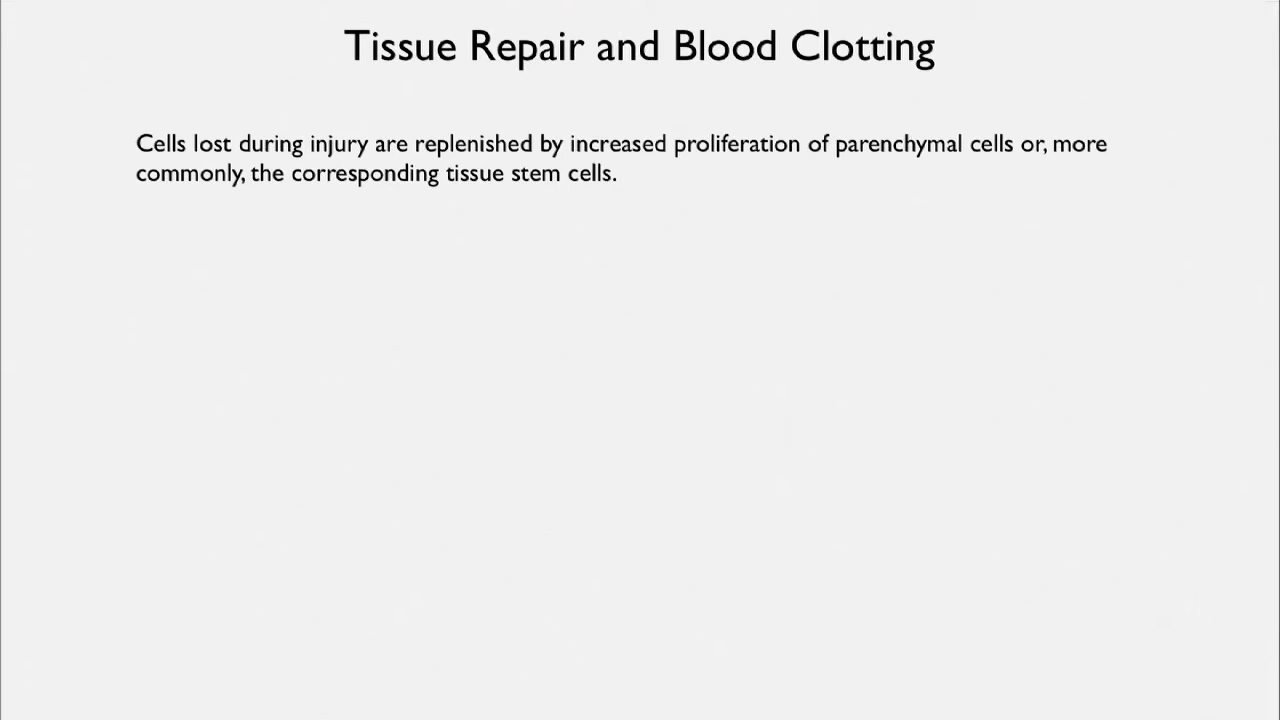 Tissue Repair and Blood Clotting
Cells lost during injury are replenished by increased proliferation of parenchymal cells or, more
commonly, the corresponding tissue stem cells.